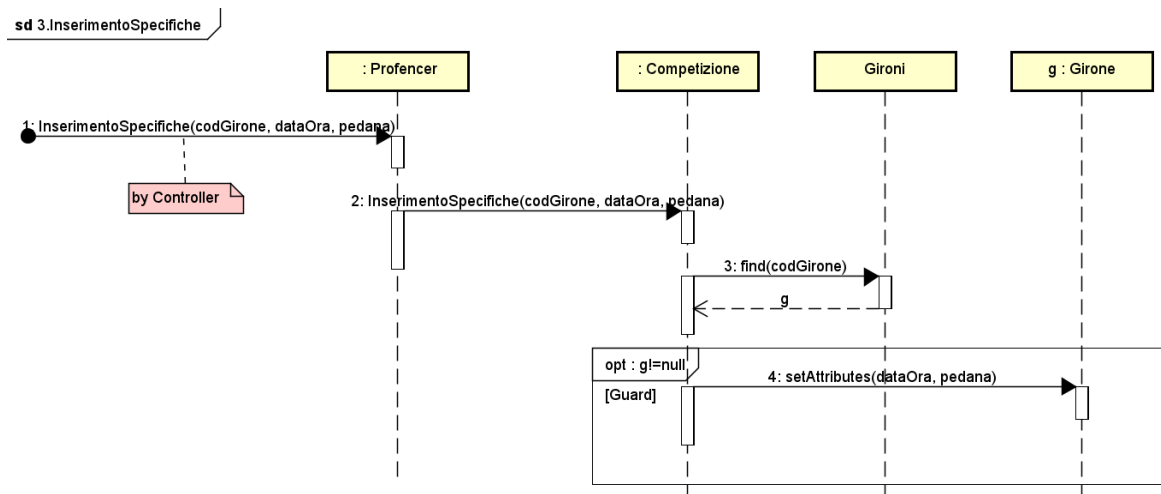 sd 3.InserimentoSpecifiche
: Profencer
: Competizione
Gironi
g : Girone
1: InserimentoSpecifiche(codGirone, dataOra, pedana)
by Controller
2: InserimentoSpecifiche(codGirone, dataOra, pedana)
3: find(codGirone)
g
opt : g!=null
4: setAttributes(dataOra, pedana)
[Guard]